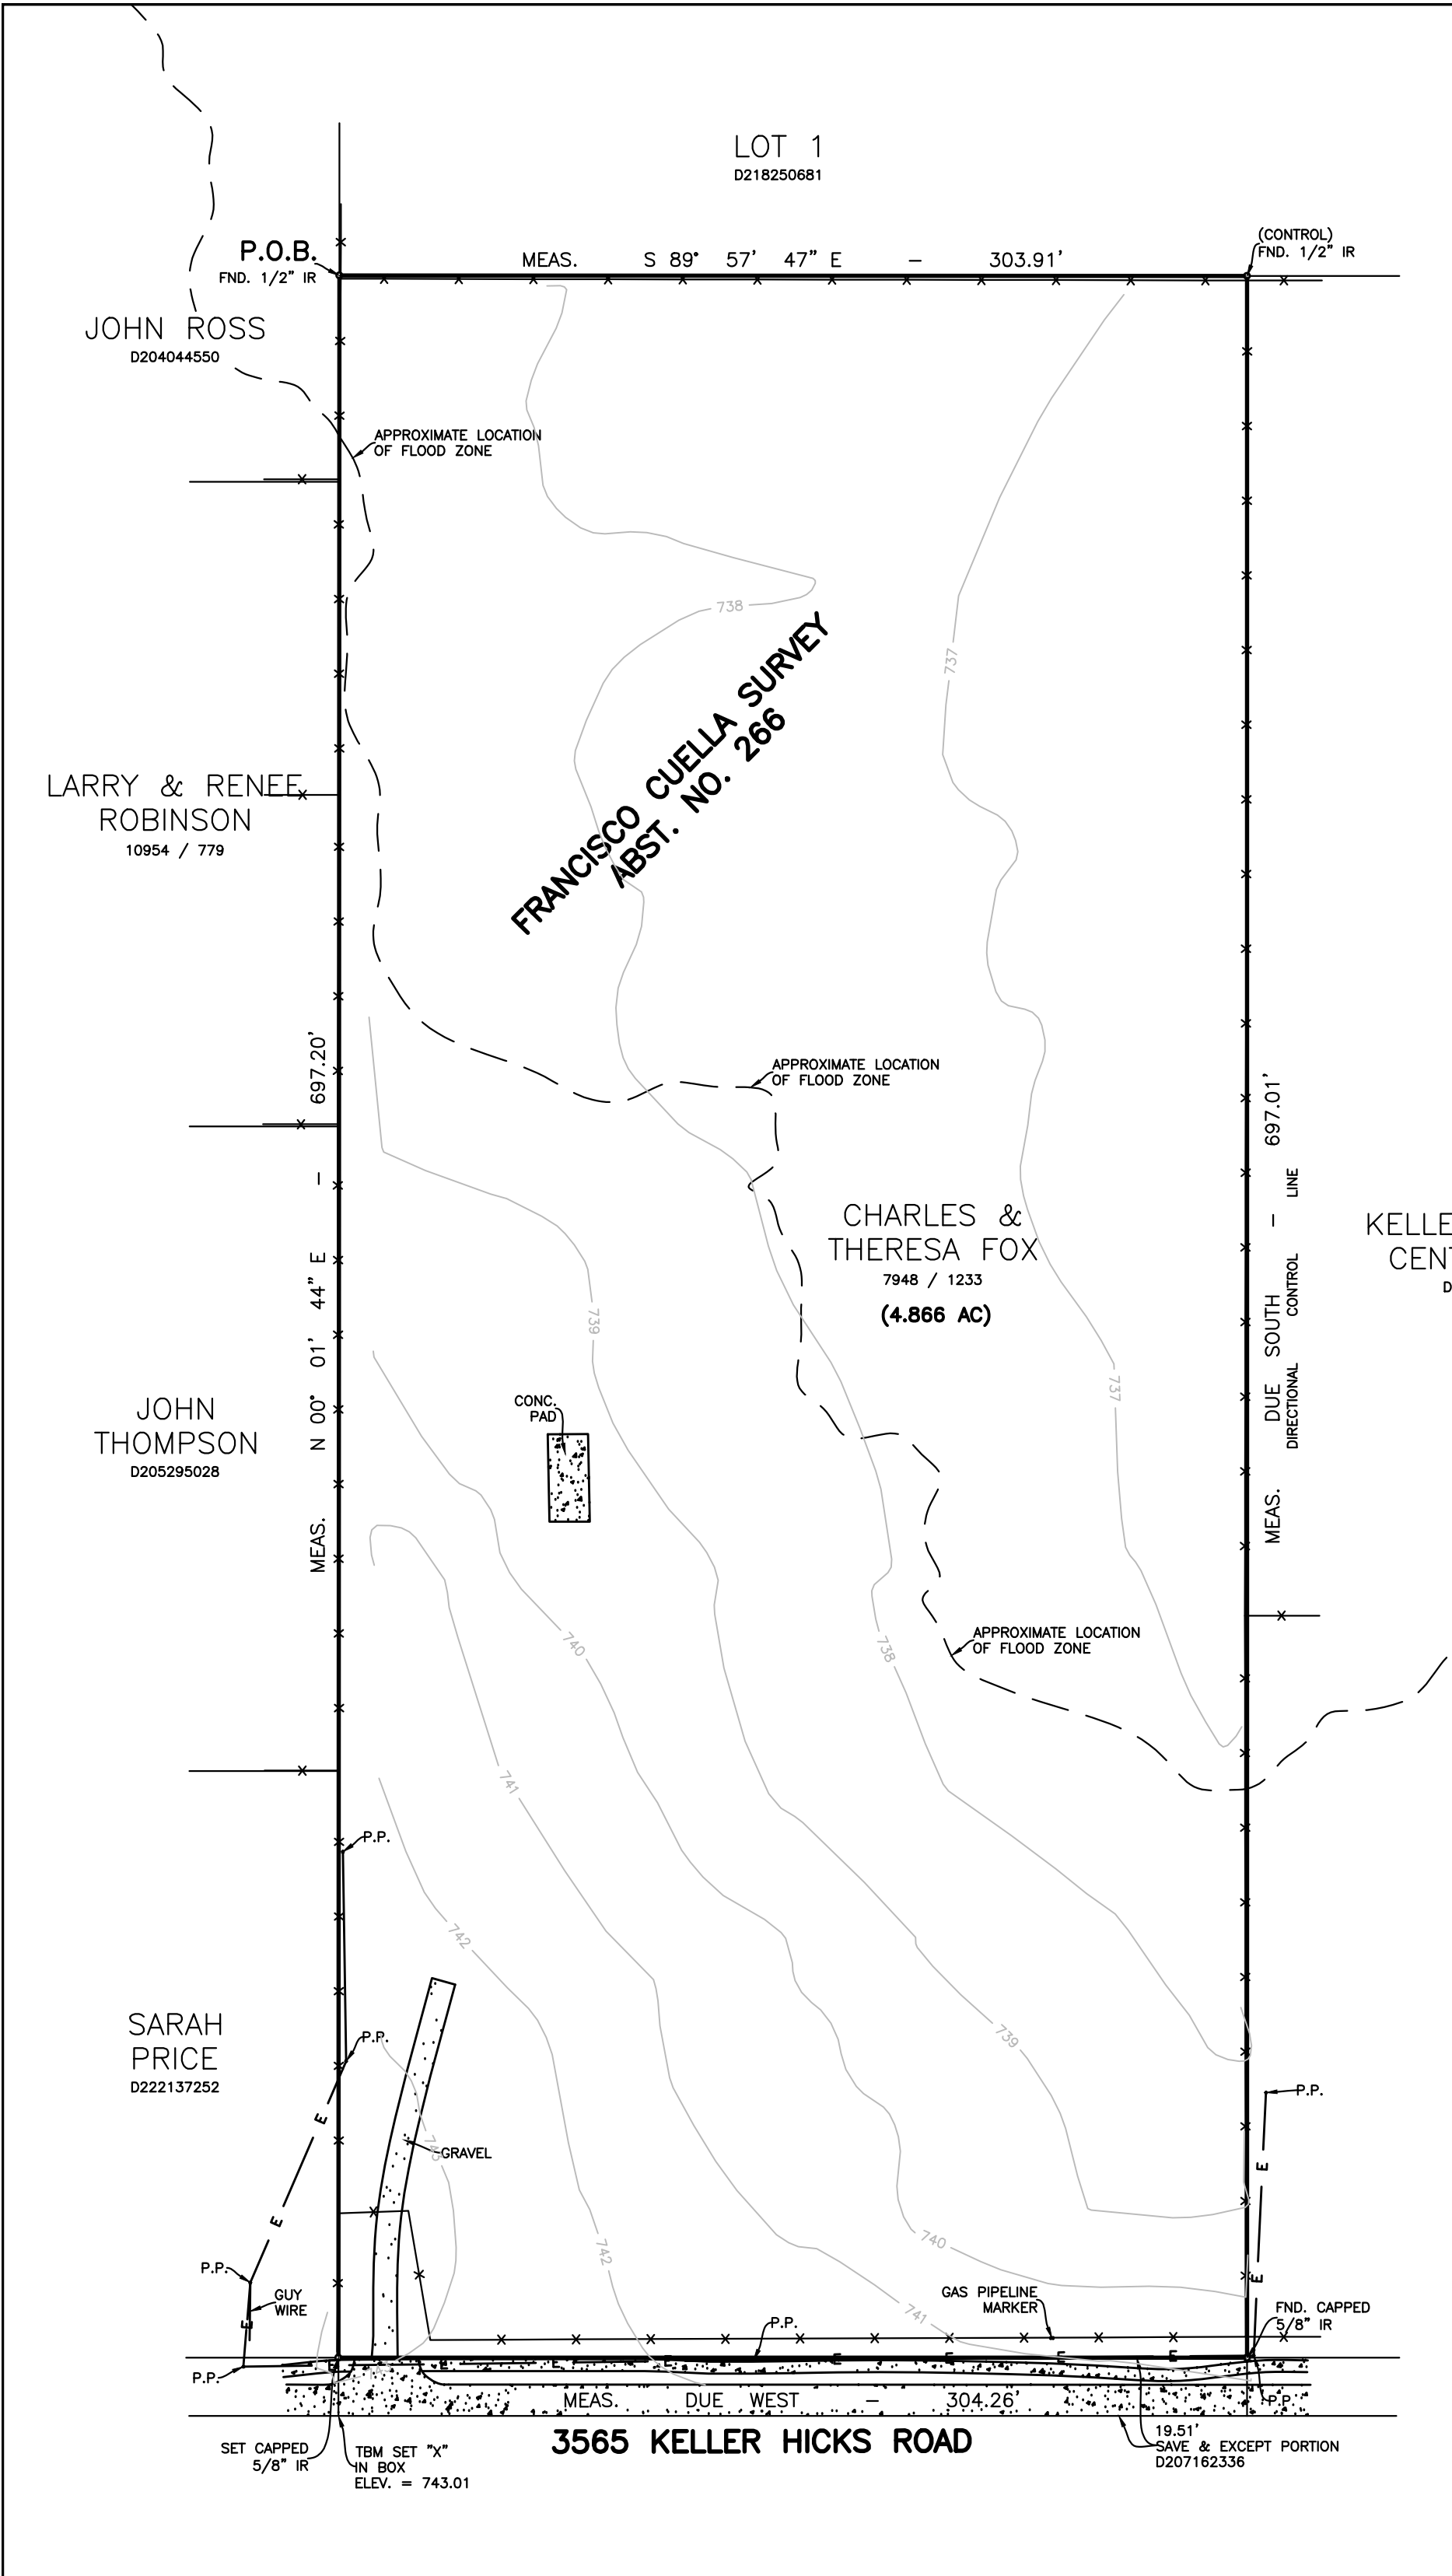 LOT 1
D218250681
P.O.B.
FND. 1/2" IR
MEAS. S 89° 57' 47" E - 303.91'
(CONTROL)
FND. 1/2" IR
JOHN ROSS
D204044550
APPROXIMATE LOCATION
OF FLOOD ZONE
738
737
FRANCISCO CUELLA SURVEY
ABST. NO. 266
LARRY & RENEE
ROBINSON
10954 / 779
MEAS. N 00° 01' 44" E - 697.20'
APPROXIMATE LOCATION
OF FLOOD ZONE
MEAS. DUE SOUTH - 697.01'
DIRECTIONAL CONTROL LINE
CHARLES &
THERESA FOX
7948 / 1233
(4.866 AC)
KELLE
CEN
D
739
737
JOHN
THOMPSON
D205295028
CONC.
PAD
740
738
APPROXIMATE LOCATION
OF FLOOD ZONE
741
P.P.
742
SARAH
PRICE
D222137252
P.P.
739
P.P.
E
E
E
GRAVEL
E
742
740
P.P.
GUY
WIRE
E
E
GAS PIPELINE
MARKER
741
FND. CAPPED
5/8" IR
P.P.
P.P.
E E E E E E E E
P.P.
MEAS. DUE WEST - 304.26'
3565 KELLER HICKS ROAD
SET CAPPED
5/8" IR
TBM SET "X"
IN BOX
ELEV. = 743.01
19.51'
SAVE & EXCEPT PORTION
D207162336